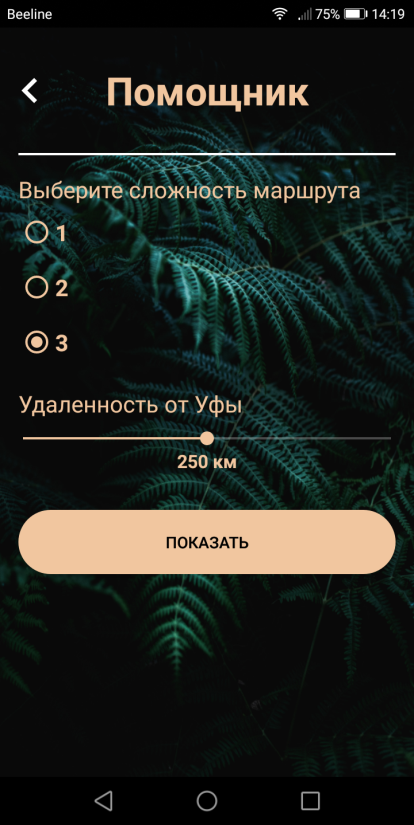 Beeline 75% 14:19
Помощник
Выберите сложность маршрута
1
2
3
Удаленность от Уфы
250 км
ПОКАЗАТЬ